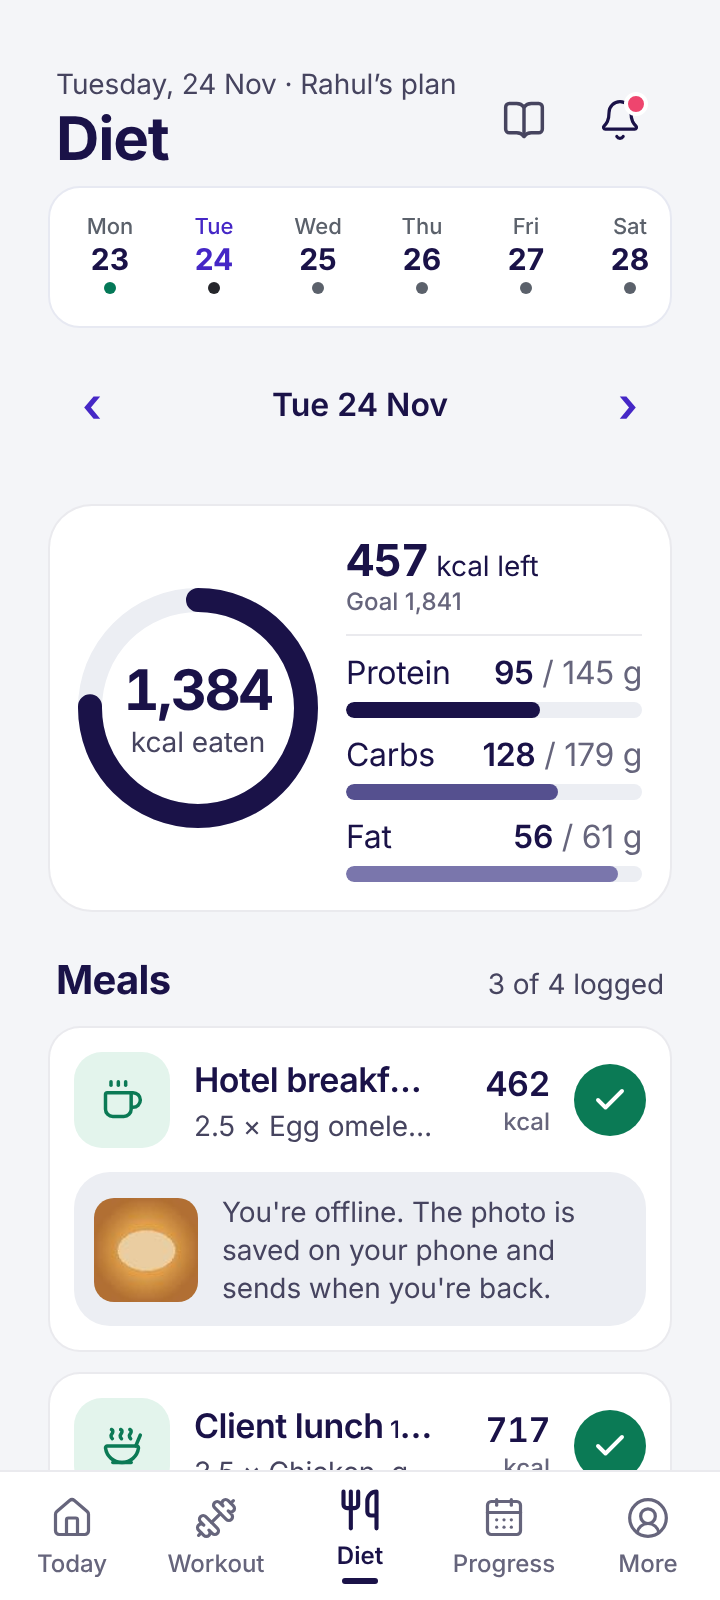 Tuesday, 24 Nov · Rahul’s plan
Diet
Mon Tue Wed Thu Fri Sat
23 24 25 26 27 28
‹ Tue 24 Nov ›
457 kcal left
Goal 1,841
1,384
kcal eaten
Protein 95 / 145 g
Carbs 128 / 179 g
Fat 56 / 61 g
Meals 3 of 4 logged
Hotel breakf... 462
2.5 × Egg omele... kcal
You're offline. The photo is
saved on your phone and
sends when you're back.
Client lunch 1... 717
2.5 × Chicken, g... kcal
Today Workout Diet Progress More